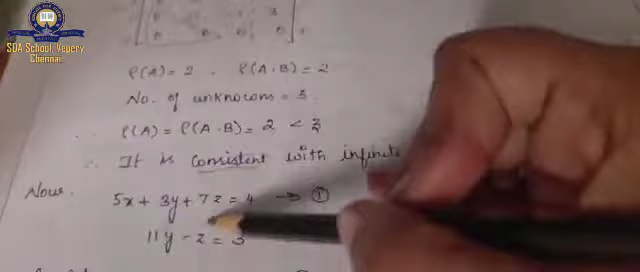 SDA School, Vepery
Chennai.
ρ(A) = 2 , ρ(A·B) = 2
No. of unknowns = 3.
∴ ρ(A) = ρ(A·B) = 2 < 3
∴ It is consistent with infinite
Now.
5x + 3y + 7z = 4 → ①
11y - z = 3